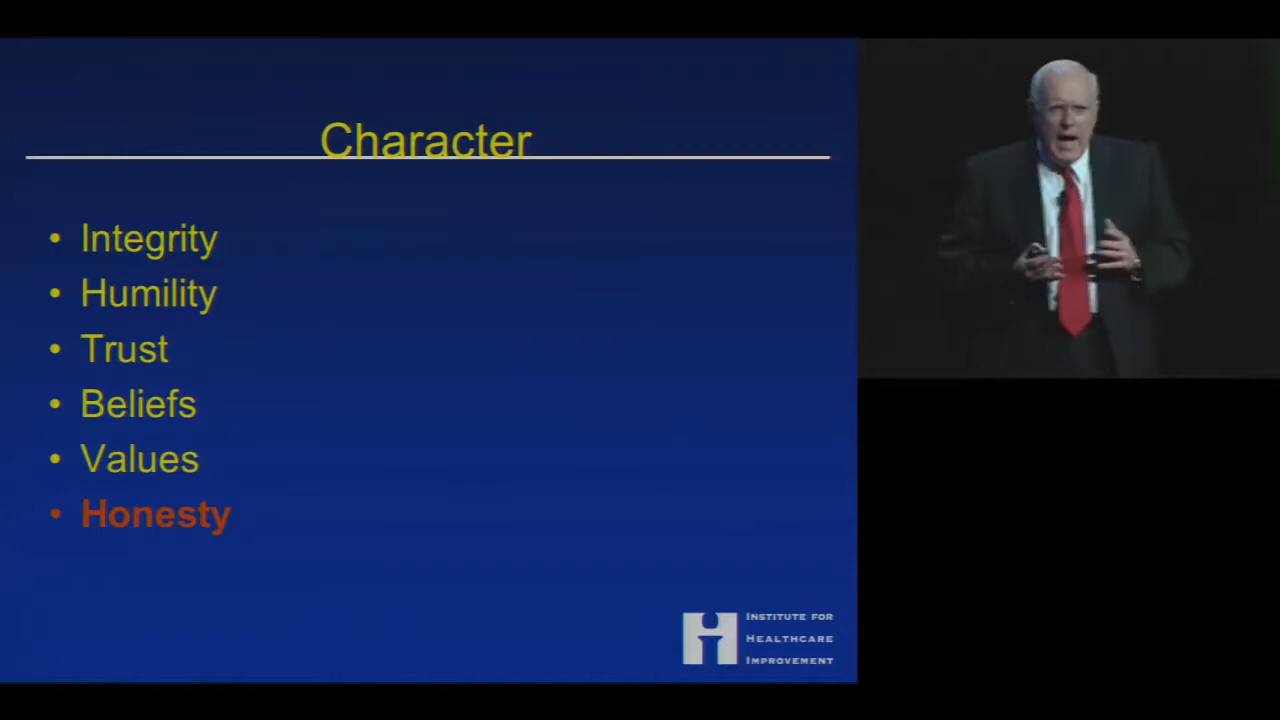 Character
• Integrity
• Humility
• Trust
• Beliefs
• Values
• Honesty
INSTITUTE FOR
HEALTHCARE
IMPROVEMENT